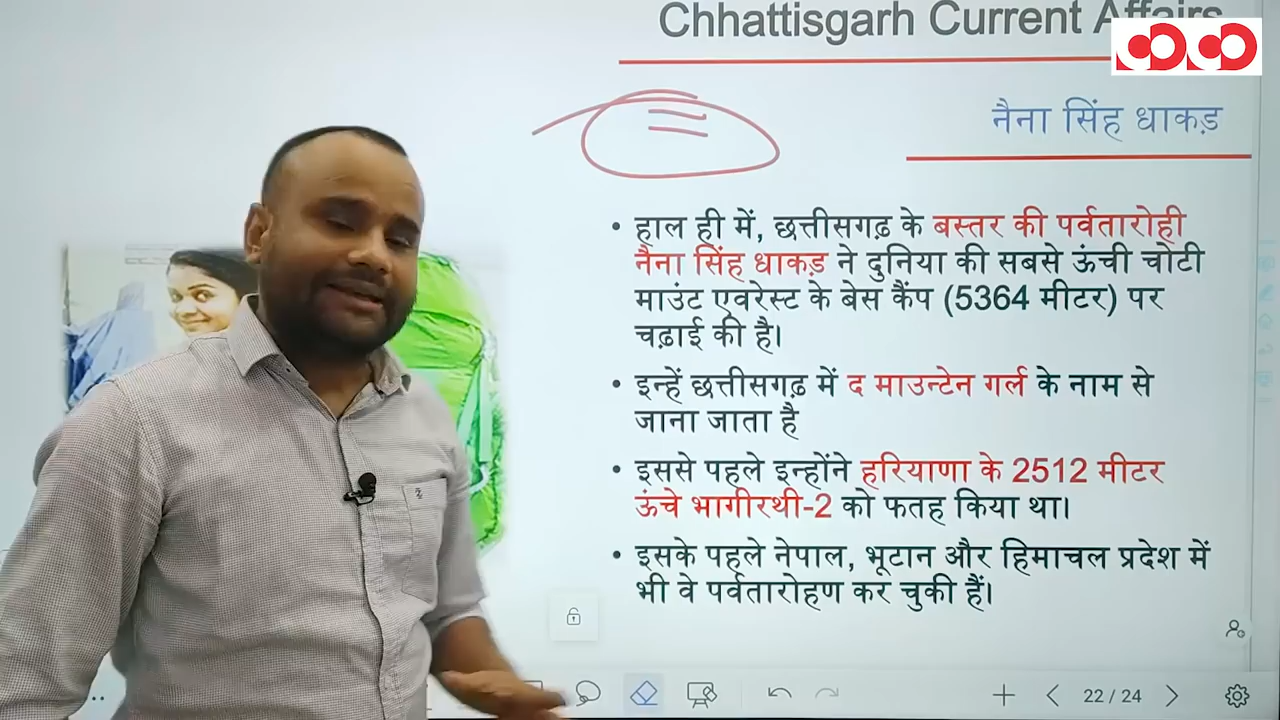 Chhattisgarh Current Affairs
नैना सिंह धाकड़
• हाल ही में, छत्तीसगढ़ के बस्तर की पर्वतारोही
नैना सिंह धाकड़ ने दुनिया की सबसे ऊंची चोटी
माउंट एवरेस्ट के बेस कैंप (5364 मीटर) पर
चढ़ाई की है।
• इन्हें छत्तीसगढ़ में द माउन्टेन गर्ल के नाम से
जाना जाता है
• इससे पहले इन्होंने हरियाणा के 2512 मीटर
ऊंचे भागीरथी-2 को फतह किया था।
• इसके पहले नेपाल, भूटान और हिमाचल प्रदेश में
भी वे पर्वतारोहण कर चुकी हैं।
22 / 24